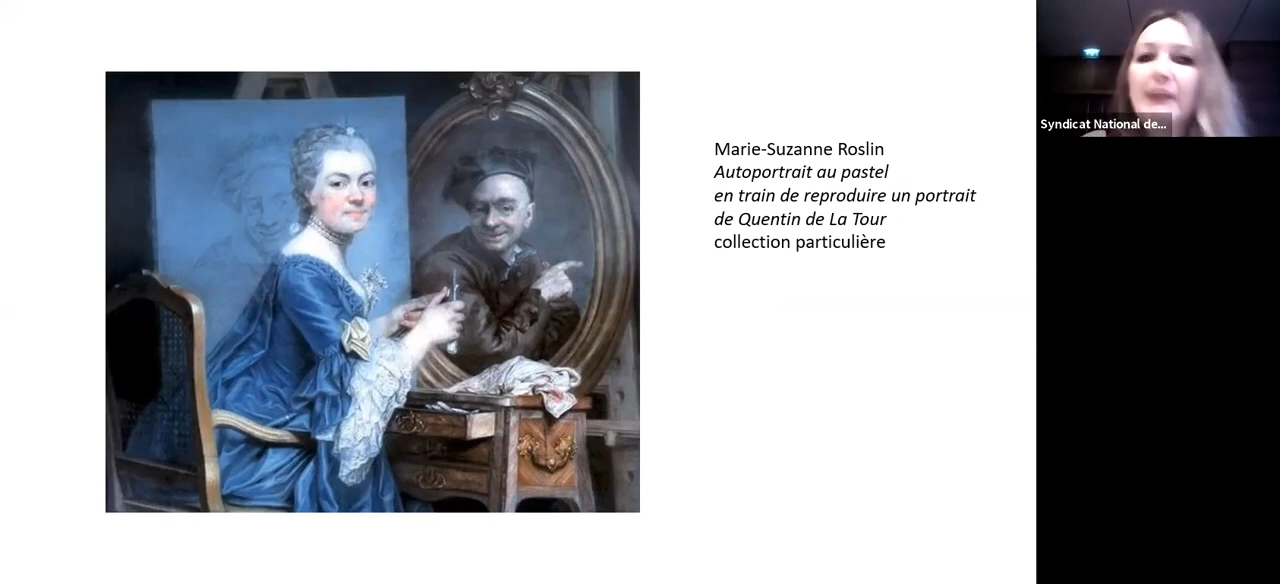 Marie-Suzanne Roslin
Autoportrait au pastel
en train de reproduire un portrait
de Quentin de La Tour
collection particulière
Syndicat National de...